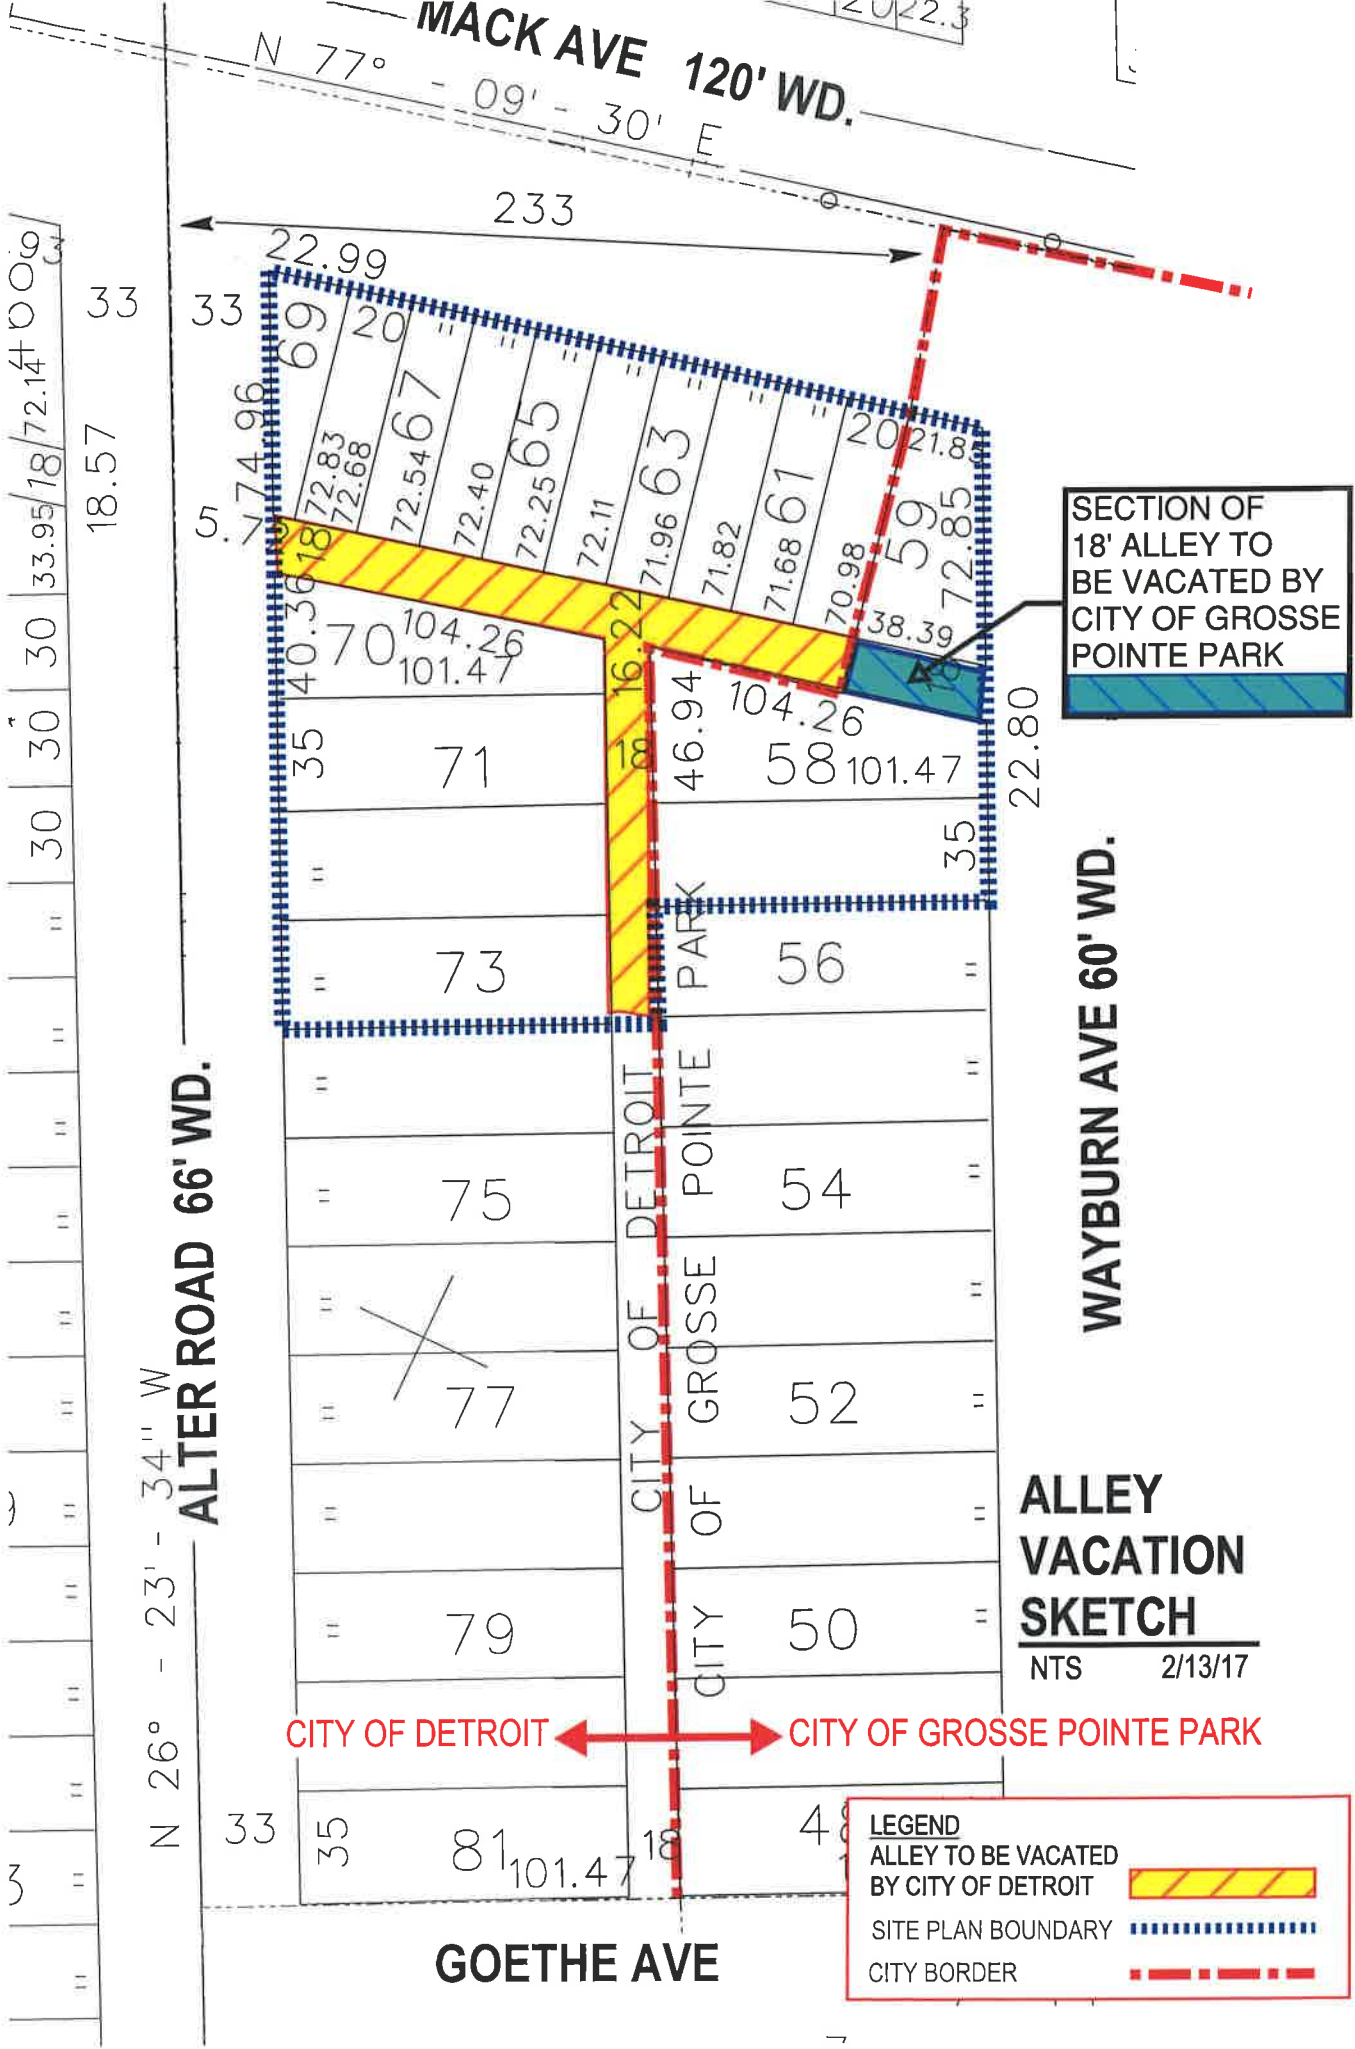 MACK AVE 120' WD.
N 77° - 09' - 30' E
233
22.99
33
33
69
20
67
65
63
61
20
21.85
59
74.96
72.83
72.68
72.54
72.40
72.25
72.11
71.96
71.82
71.68
70.98
72.85
18.57
72.14
18
33.95
30
30
30
18
40.36
70
104.26
101.47
16.22
38.39
18
SECTION OF
18' ALLEY TO
BE VACATED BY
CITY OF GROSSE
POINTE PARK
46.94
104.26
58
101.47
22.80
35
71
18
35
73
56
75
54
77
52
79
50
81
101.47
35
33
18
CITY OF DETROIT
CITY OF GROSSE POINTE PARK
ALTER ROAD 66' WD.
N 26° - 23' - 34" W
WAYBURN AVE 60' WD.
ALLEY
VACATION
SKETCH
NTS 2/13/17
CITY OF DETROIT
CITY OF GROSSE POINTE PARK
GOETHE AVE
LEGEND
ALLEY TO BE VACATED
BY CITY OF DETROIT
SITE PLAN BOUNDARY
CITY BORDER